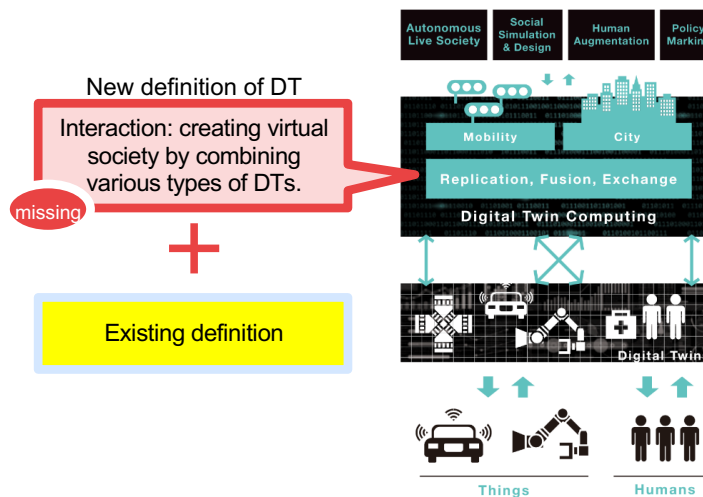 Autonomous
Live Society
Social
Simulation
& Design
Human
Augmentation
Policy
Markin
New definition of DT
Interaction: creating virtual
society by combining
various types of DTs.
missing
Existing definition
Mobility
City
Replication, Fusion, Exchange
Digital Twin Computing
Digital Twin
Things
Humans